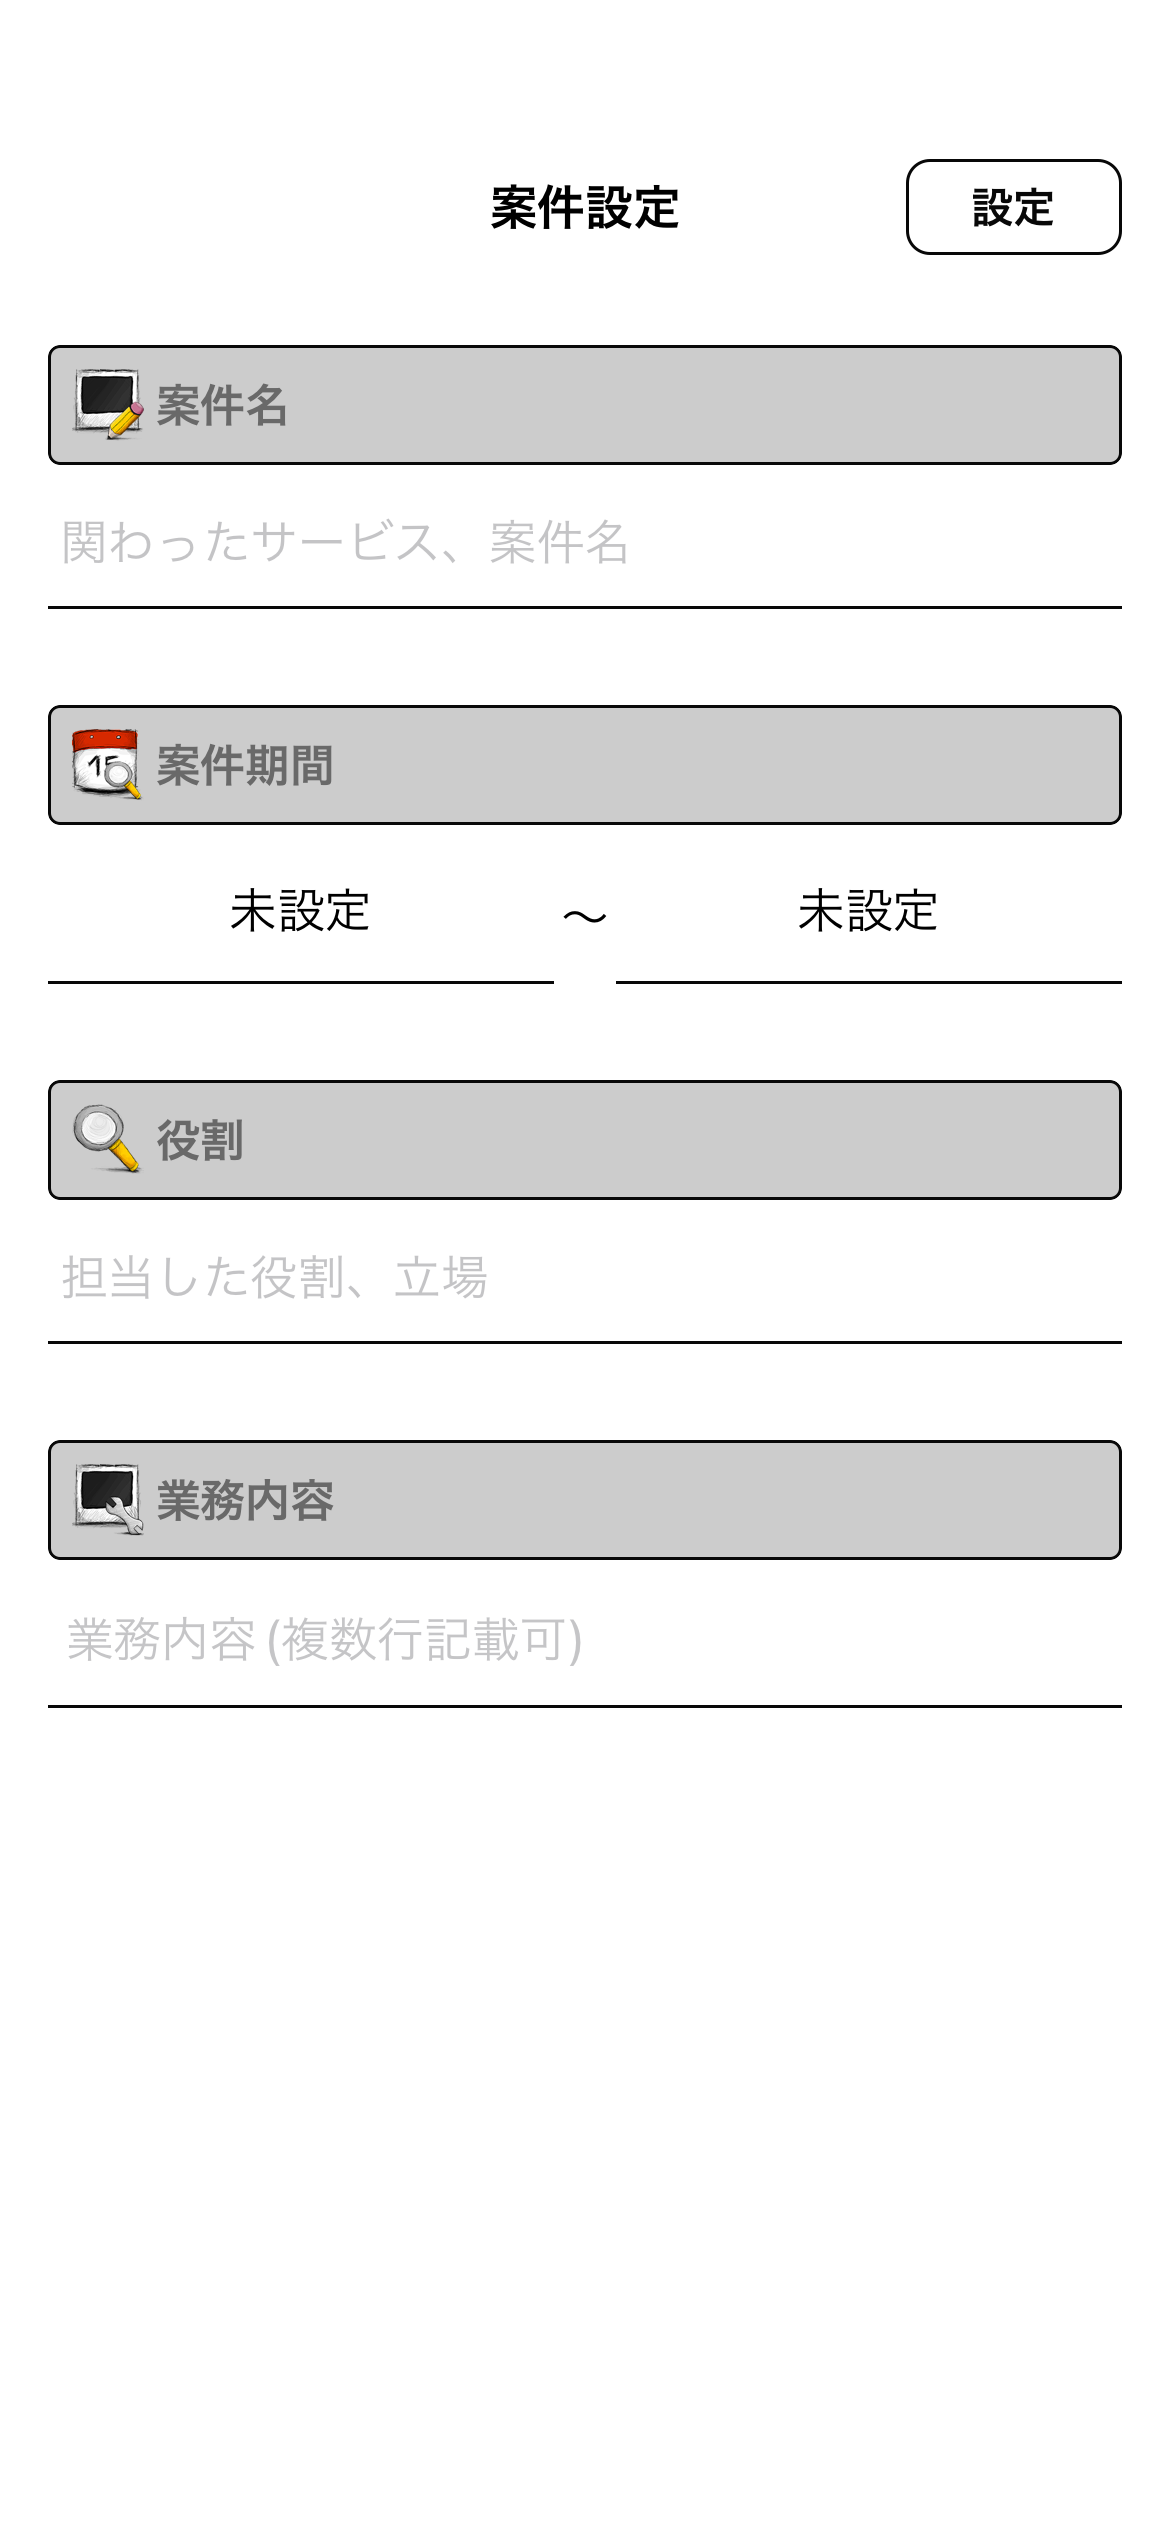 案件設定
設定
案件名
関わったサービス、案件名
案件期間
未設定 〜 未設定
役割
担当した役割、立場
業務内容
業務内容 (複数行記載可)